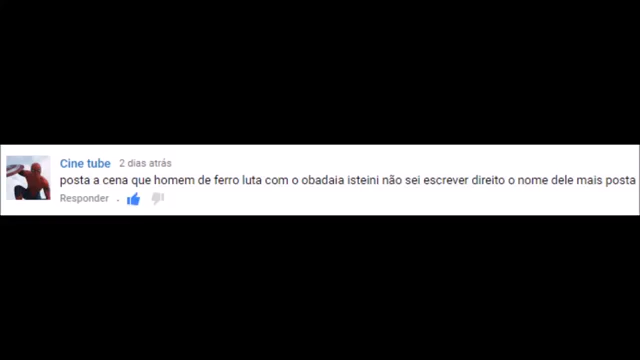 Cine tube 2 dias atrás
posta a cena que homem de ferro luta com o obadaia isteini não sei escrever direito o nome dele mais posta
Responder .